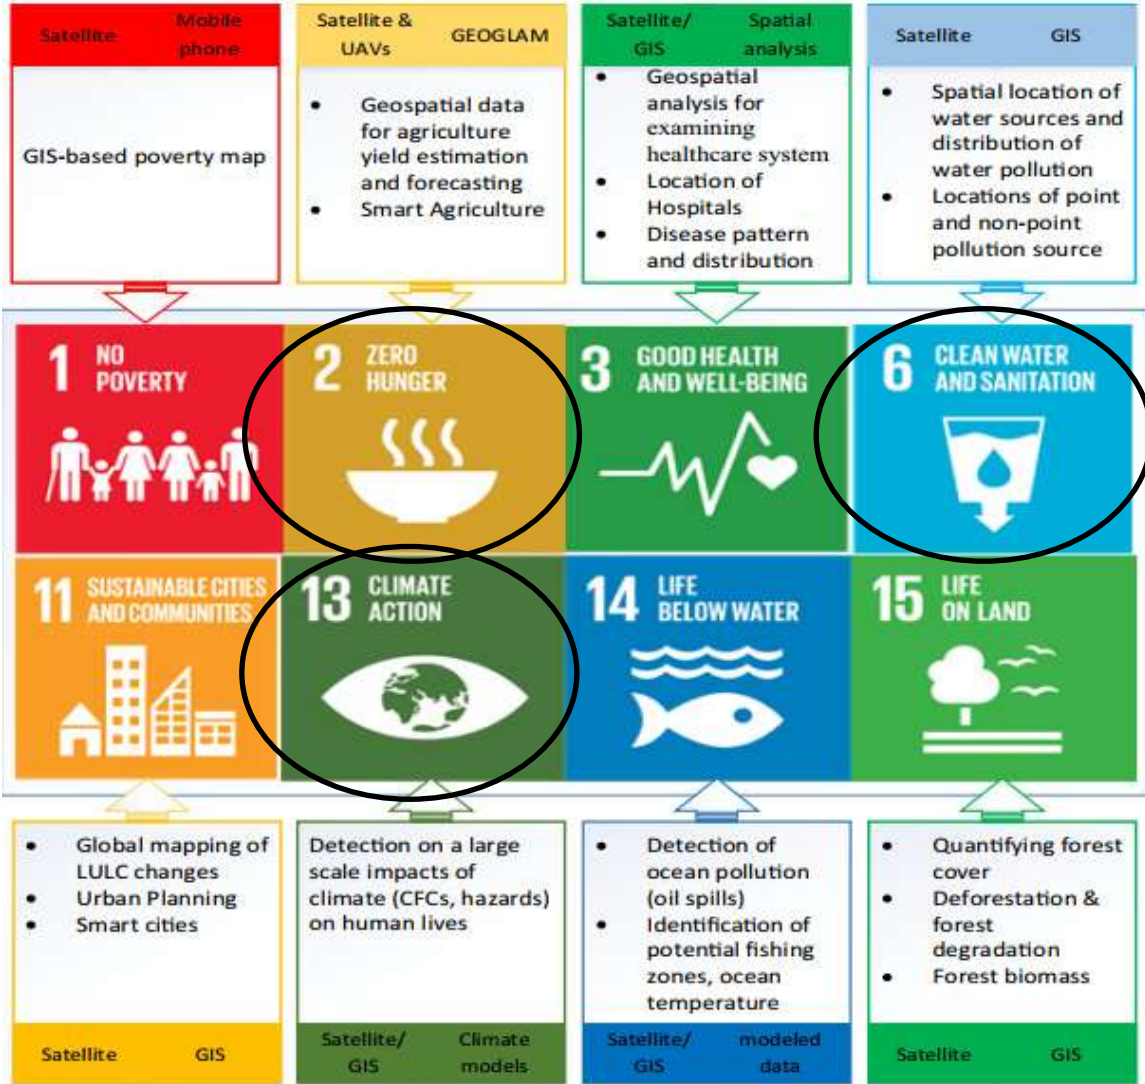 Satellite
Mobile
phone
GIS-based poverty map
Satellite &
UAVs
GEOGLAM
• Geospatial data
for agriculture
yield estimation
and forecasting
• Smart Agriculture
Satellite/
GIS
Spatial
analysis
• Geospatial
analysis for
examining
healthcare system
• Location of
Hospitals
• Disease pattern
and distribution
Satellite
GIS
• Spatial location of
water sources and
distribution of
water pollution
• Locations of point
and non-point
pollution source
1 NO
POVERTY
2 ZERO
HUNGER
3 GOOD HEALTH
AND WELL-BEING
6 CLEAN WATER
AND SANITATION
11 SUSTAINABLE CITIES
AND COMMUNITIES
13 CLIMATE
ACTION
14 LIFE
BELOW WATER
15 LIFE
ON LAND
• Global mapping of
LULC changes
• Urban Planning
• Smart cities
Satellite
GIS
Detection on a large
scale impacts of
climate (CFCs, hazards)
on human lives
Satellite/
GIS
Climate
models
• Detection of
ocean pollution
(oil spills)
• Identification of
potential fishing
zones, ocean
temperature
Satellite/
GIS
modeled
data
• Quantifying forest
cover
• Deforestation &
forest
degradation
• Forest biomass
Satellite
GIS